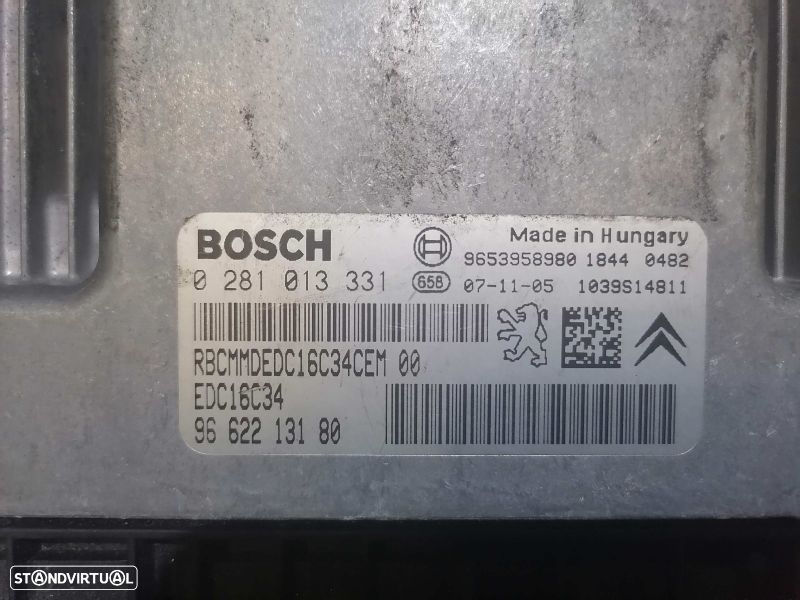 BOSCH
Made in Hungary
9653958980 1844 0482
0 281 013 331
658
07-11-05 1039S14811
RBCMMDEDC16C34CEM 00
EDC16C34
96 622 131 80
STANDVIRTUAL